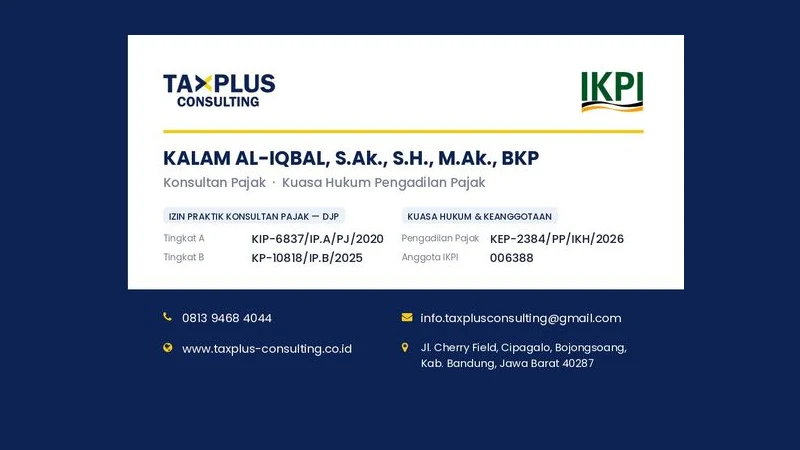 TAXPLUS
CONSULTING
IKPI
KALAM AL-IQBAL, S.Ak., S.H., M.Ak., BKP
Konsultan Pajak · Kuasa Hukum Pengadilan Pajak
IZIN PRAKTIK KONSULTAN PAJAK — DJP
Tingkat A KIP-6837/IP.A/PJ/2020
Tingkat B KP-10818/IP.B/2025
KUASA HUKUM & KEANGGOTAAN
Pengadilan Pajak KEP-2384/PP/IKH/2026
Anggota IKPI 006388
0813 9468 4044
www.taxplus-consulting.co.id
info.taxplusconsulting@gmail.com
Jl. Cherry Field, Cipagalo, Bojongsoang,
Kab. Bandung, Jawa Barat 40287